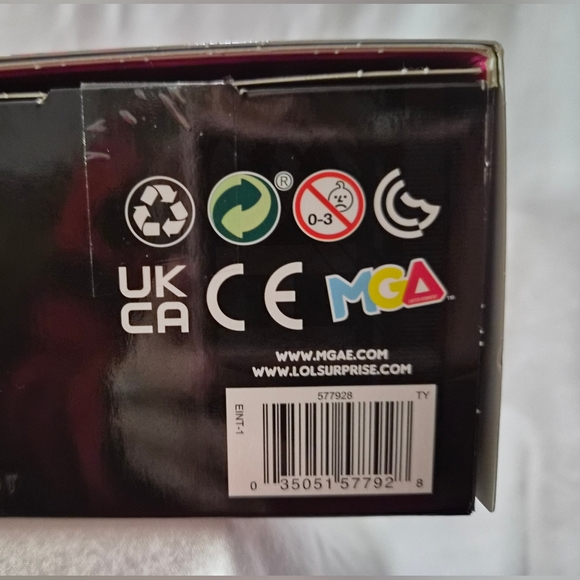 ®
0-3
UK
CA
CE
MGA
™
WWW.MGAE.COM
WWW.LOLSURPRISE.COM
577928
TY
EINT-1
0 35051 57792 8